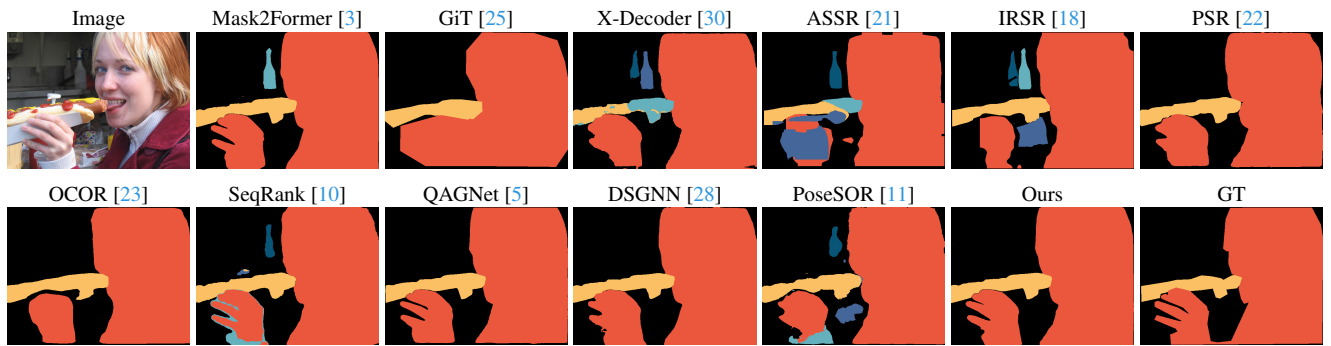 Image Mask2Former [3] GiT [25] X-Decoder [30] ASSR [21] IRSR [18] PSR [22]
OCOR [23] SeqRank [10] QAGNet [5] DSGNN [28] PoseSOR [11] Ours GT